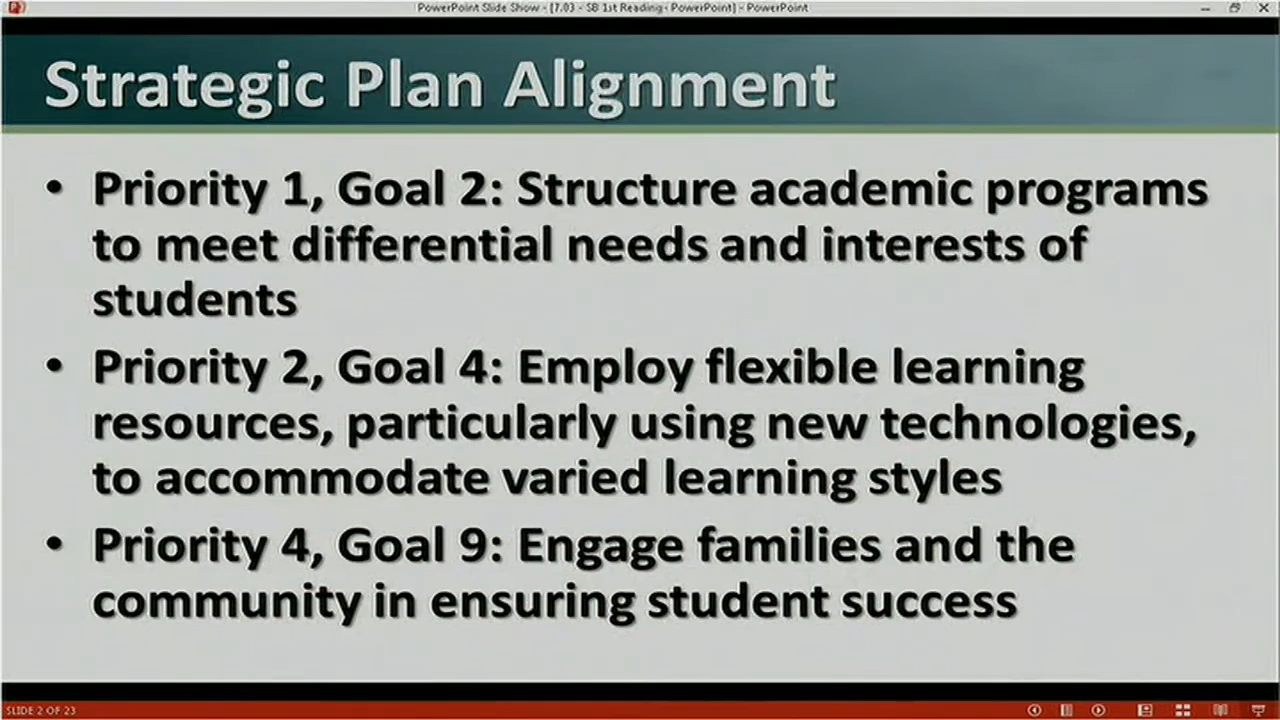 PowerPoint Slide Show - [7.03 - SB 1st Reading - PowerPoint] - PowerPoint
Strategic Plan Alignment
• Priority 1, Goal 2: Structure academic programs
to meet differential needs and interests of
students
• Priority 2, Goal 4: Employ flexible learning
resources, particularly using new technologies,
to accommodate varied learning styles
• Priority 4, Goal 9: Engage families and the
community in ensuring student success
SLIDE 2 OF 23